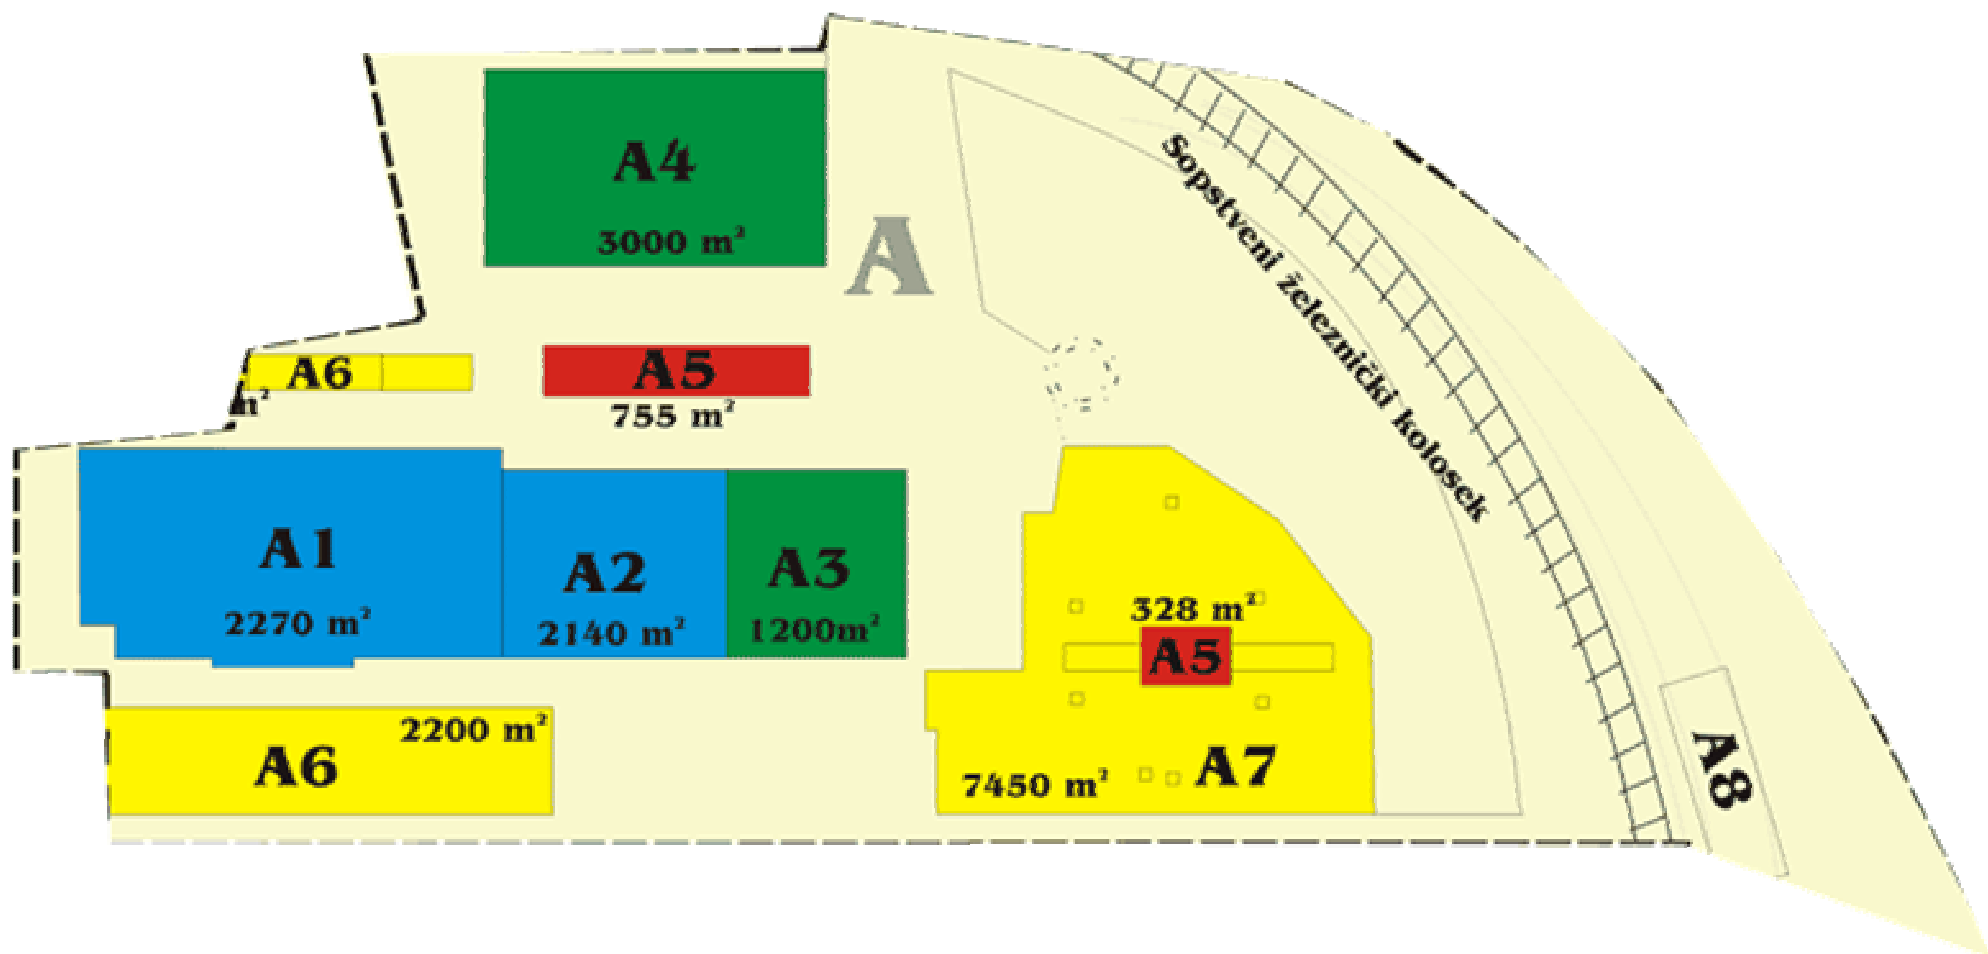 A4
3000 m²
A
Sopstveni železnički kolosek
A6
m²
A5
755 m²
A1
2270 m²
A2
2140 m²
A3
1200m²
328 m²
A5
A6
2200 m²
A7
7450 m²
A8